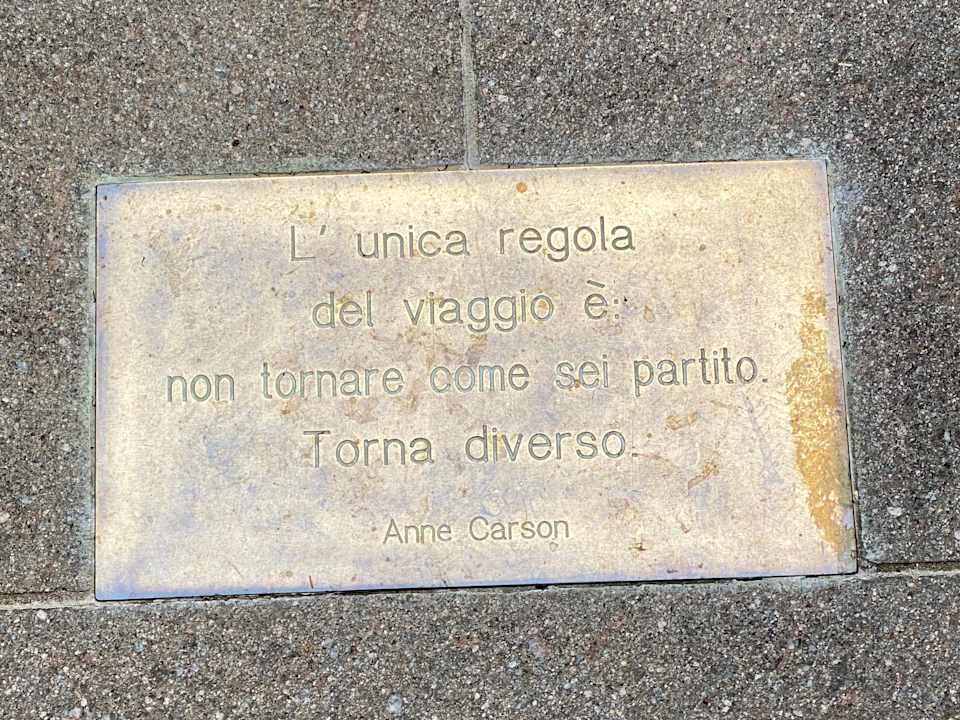 L' unica regola
del viaggio è:
non tornare come sei partito.
Torna diverso.
Anne Carson